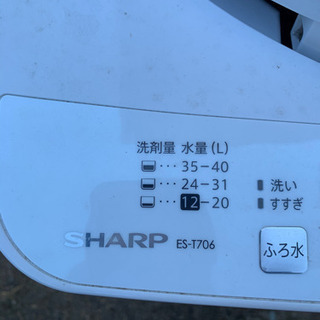 洗剤量 水量(L)
···35-40
···24-31
···12-20
洗い
すすぎ
SHARP ES-T706
ふろ水